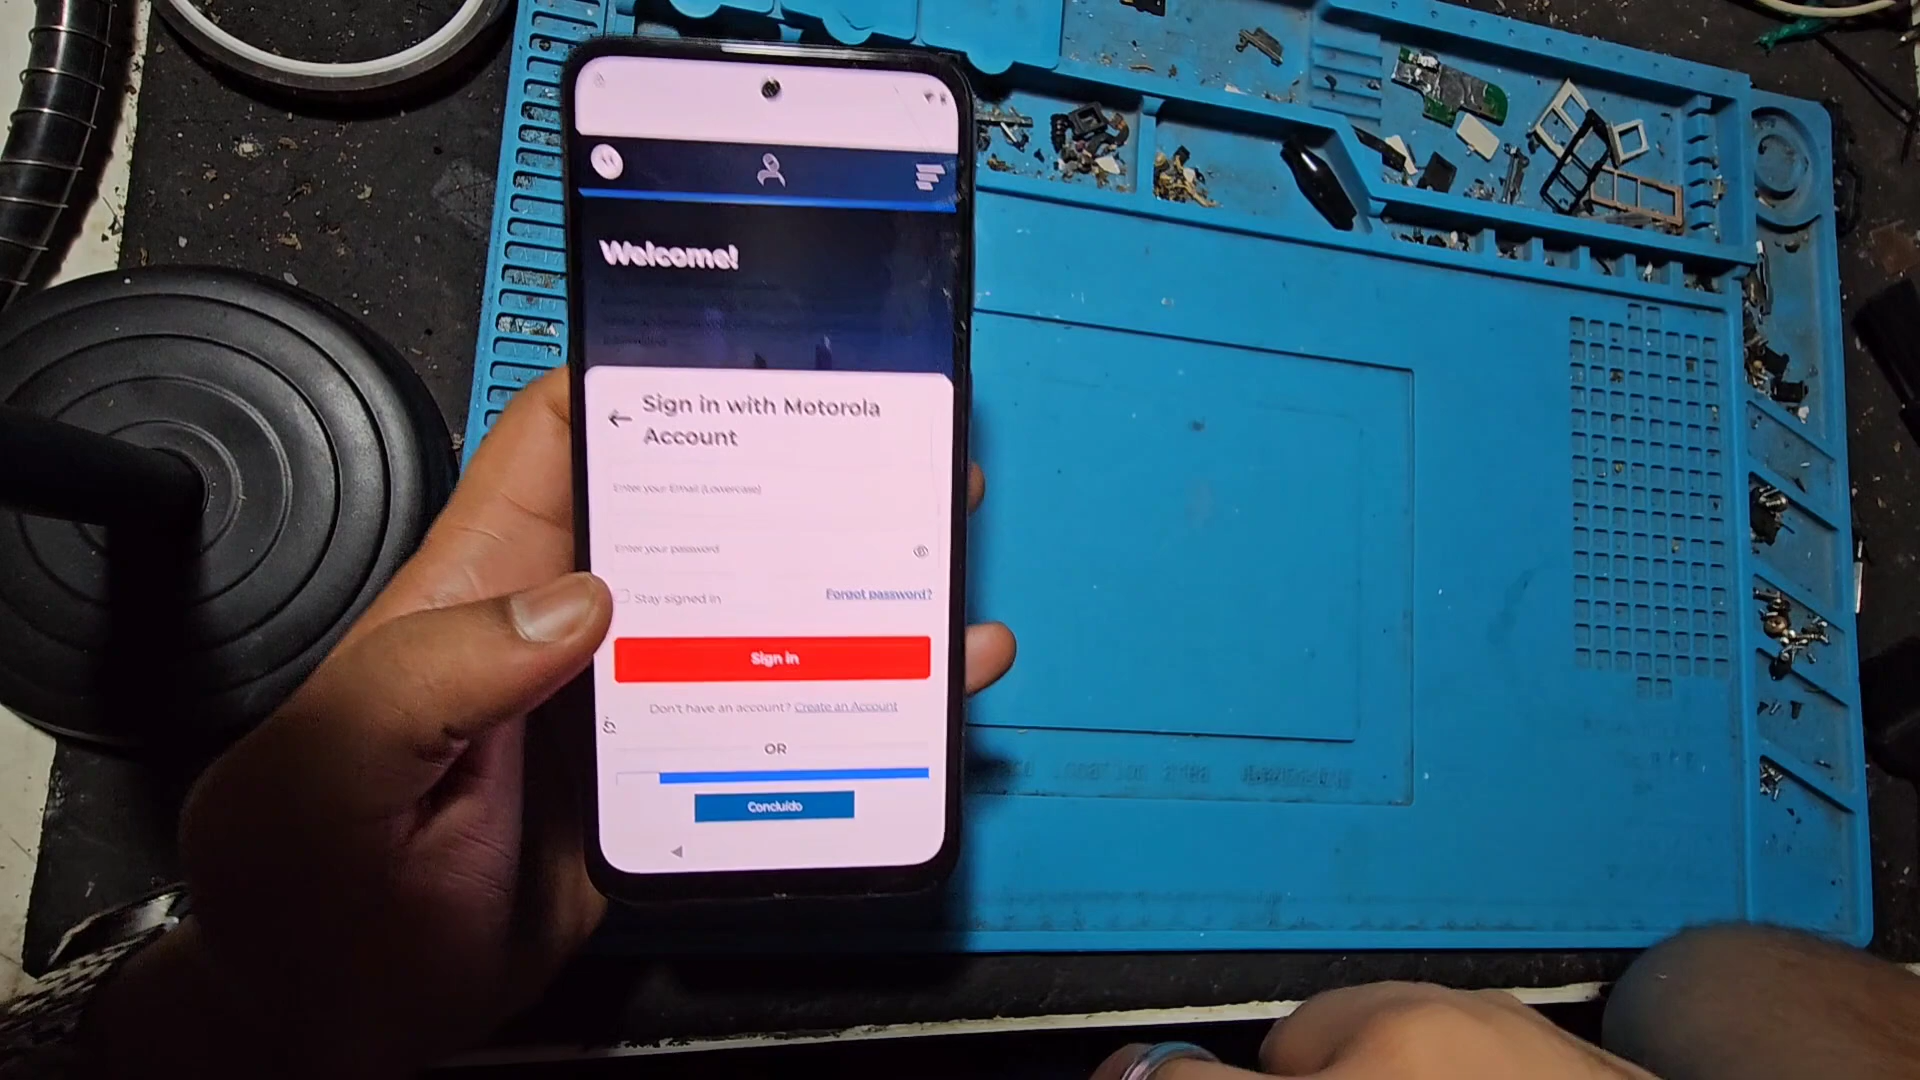 Welcome!
Sign in with Motorola
Account
Enter your Email (Lowercase)
Enter your password
Stay signed in
Forgot password?
Sign in
Don't have an account? Create an Account
OR
Concluído